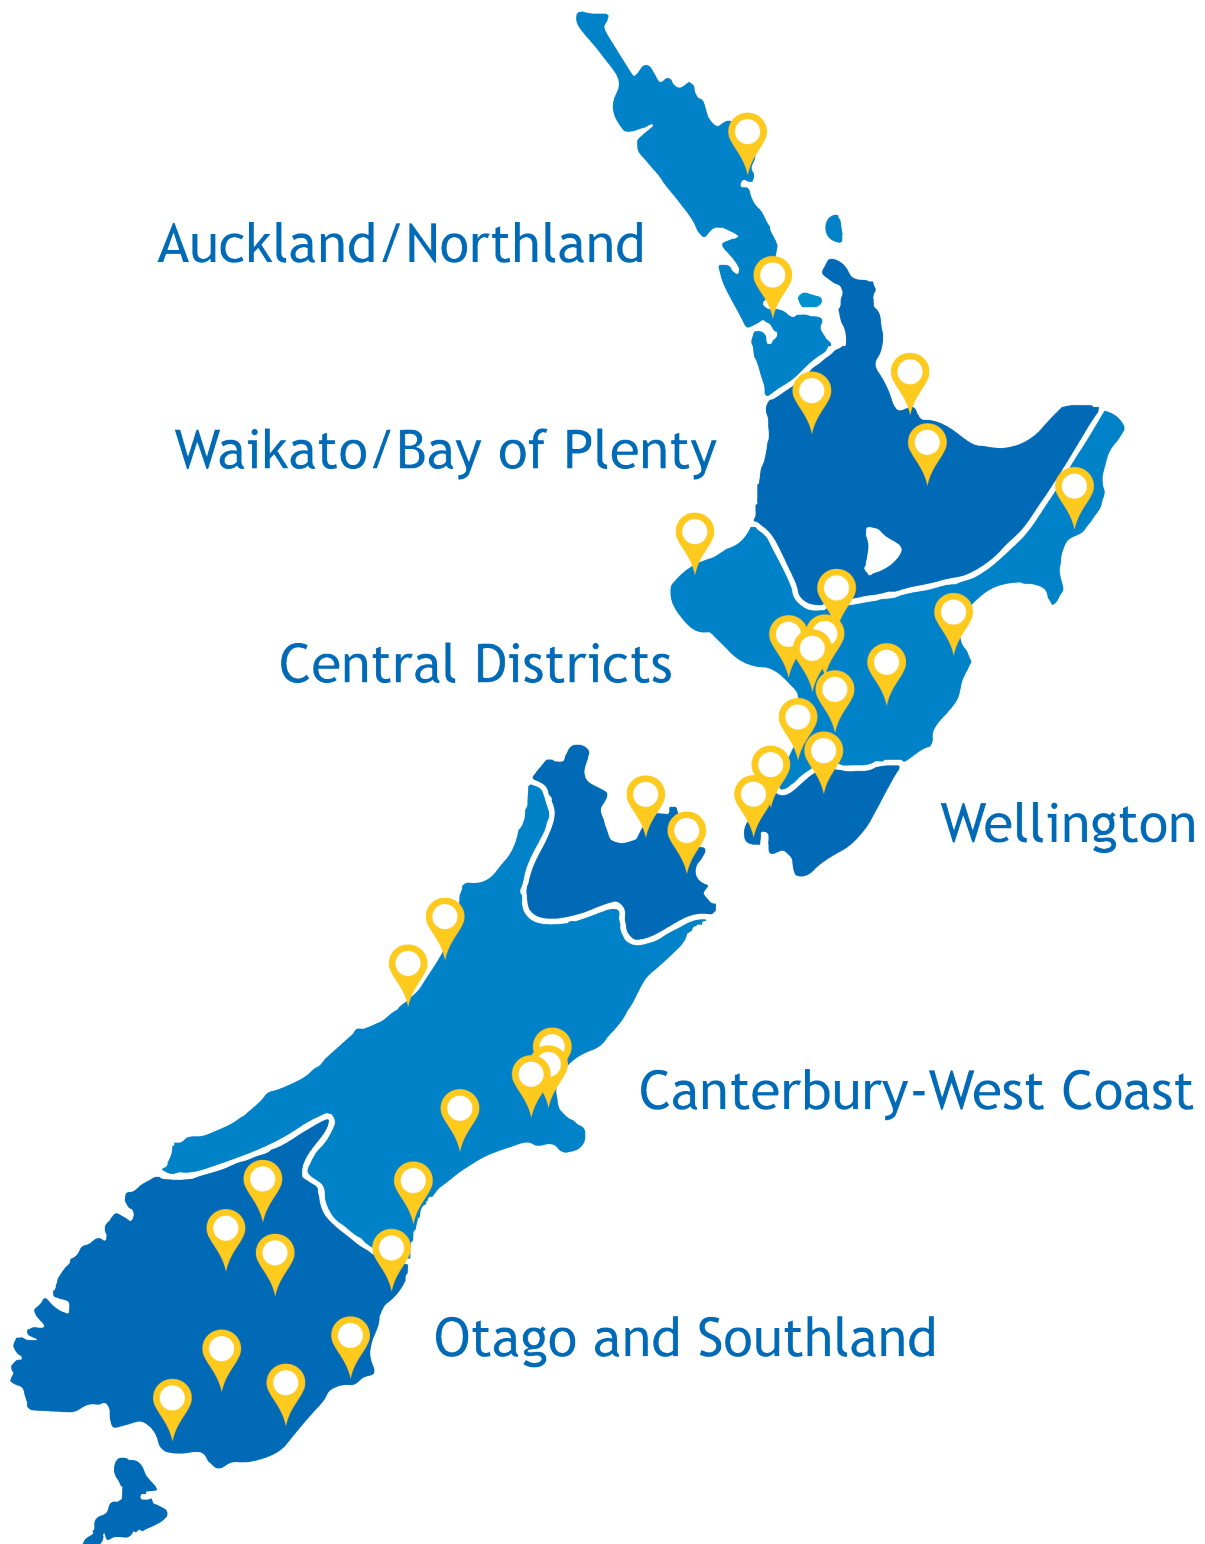 Auckland/Northland
Waikato/Bay of Plenty
Central Districts
Wellington
Canterbury-West Coast
Otago and Southland